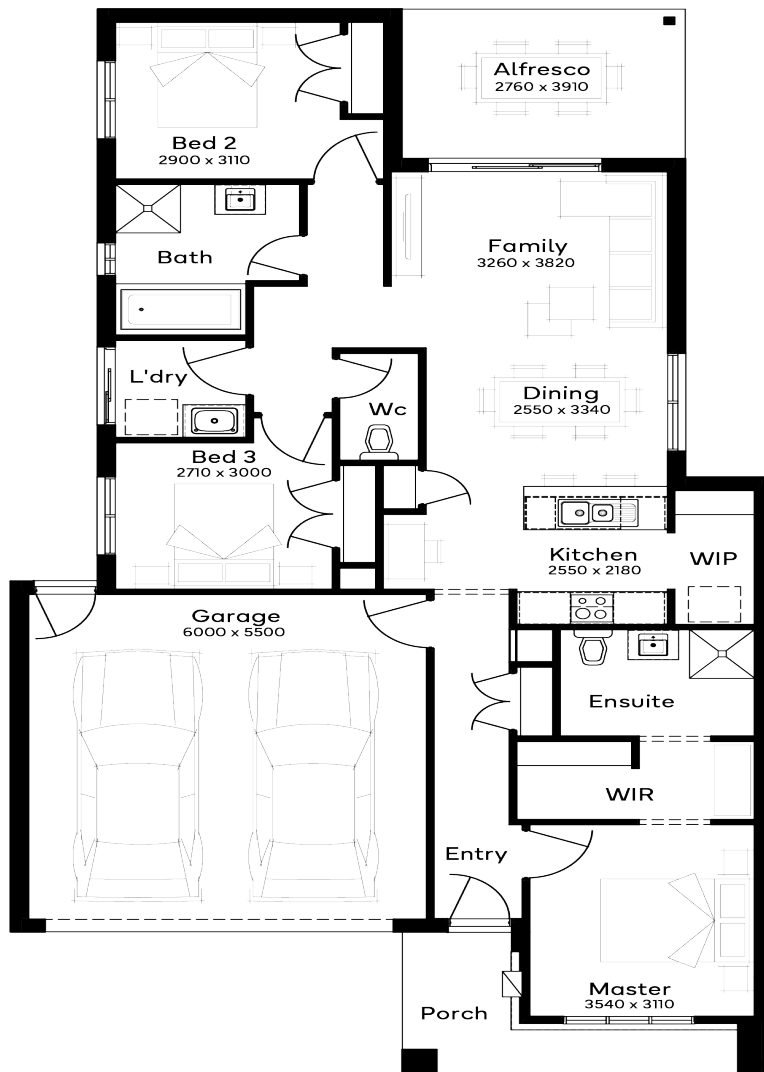 Alfresco
2760 x 3910
Bed 2
2900 x 3110
Family
3260 x 3820
Bath
L'dry
Dining
2550 x 3340
Wc
Bed 3
2710 x 3000
Kitchen
2550 x 2180
WIP
Garage
6000 x 5500
Ensuite
WIR
Entry
Master
3540 x 3110
Porch